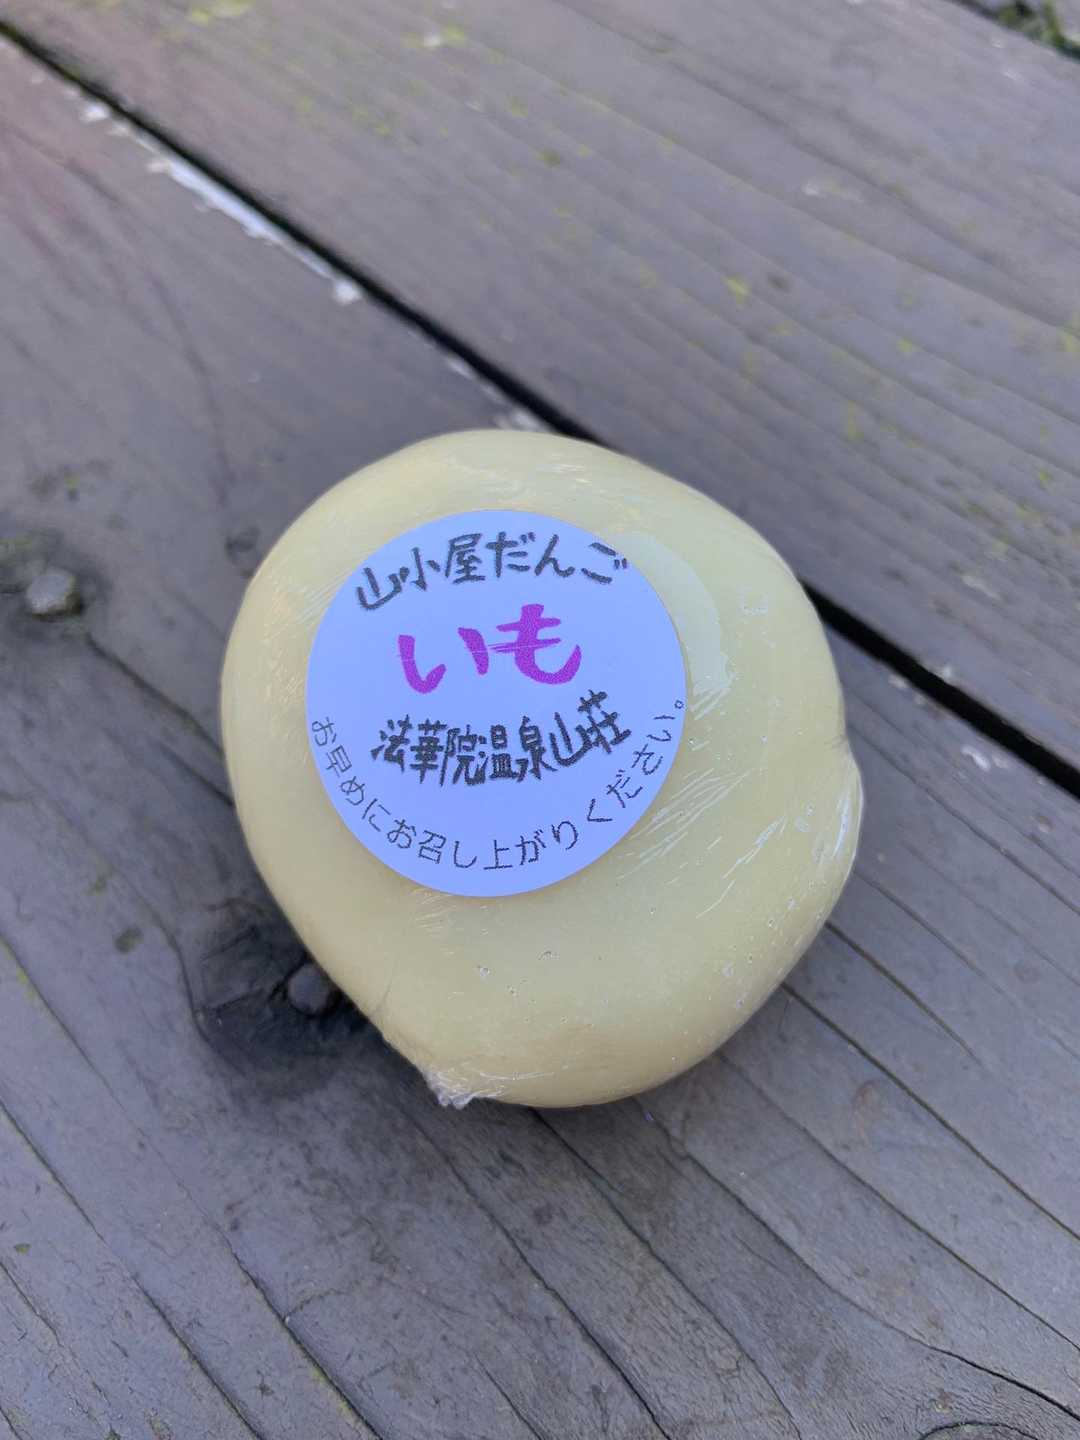 山小屋だんご
いも
法華院温泉山荘
お早めにお召し上がりください。